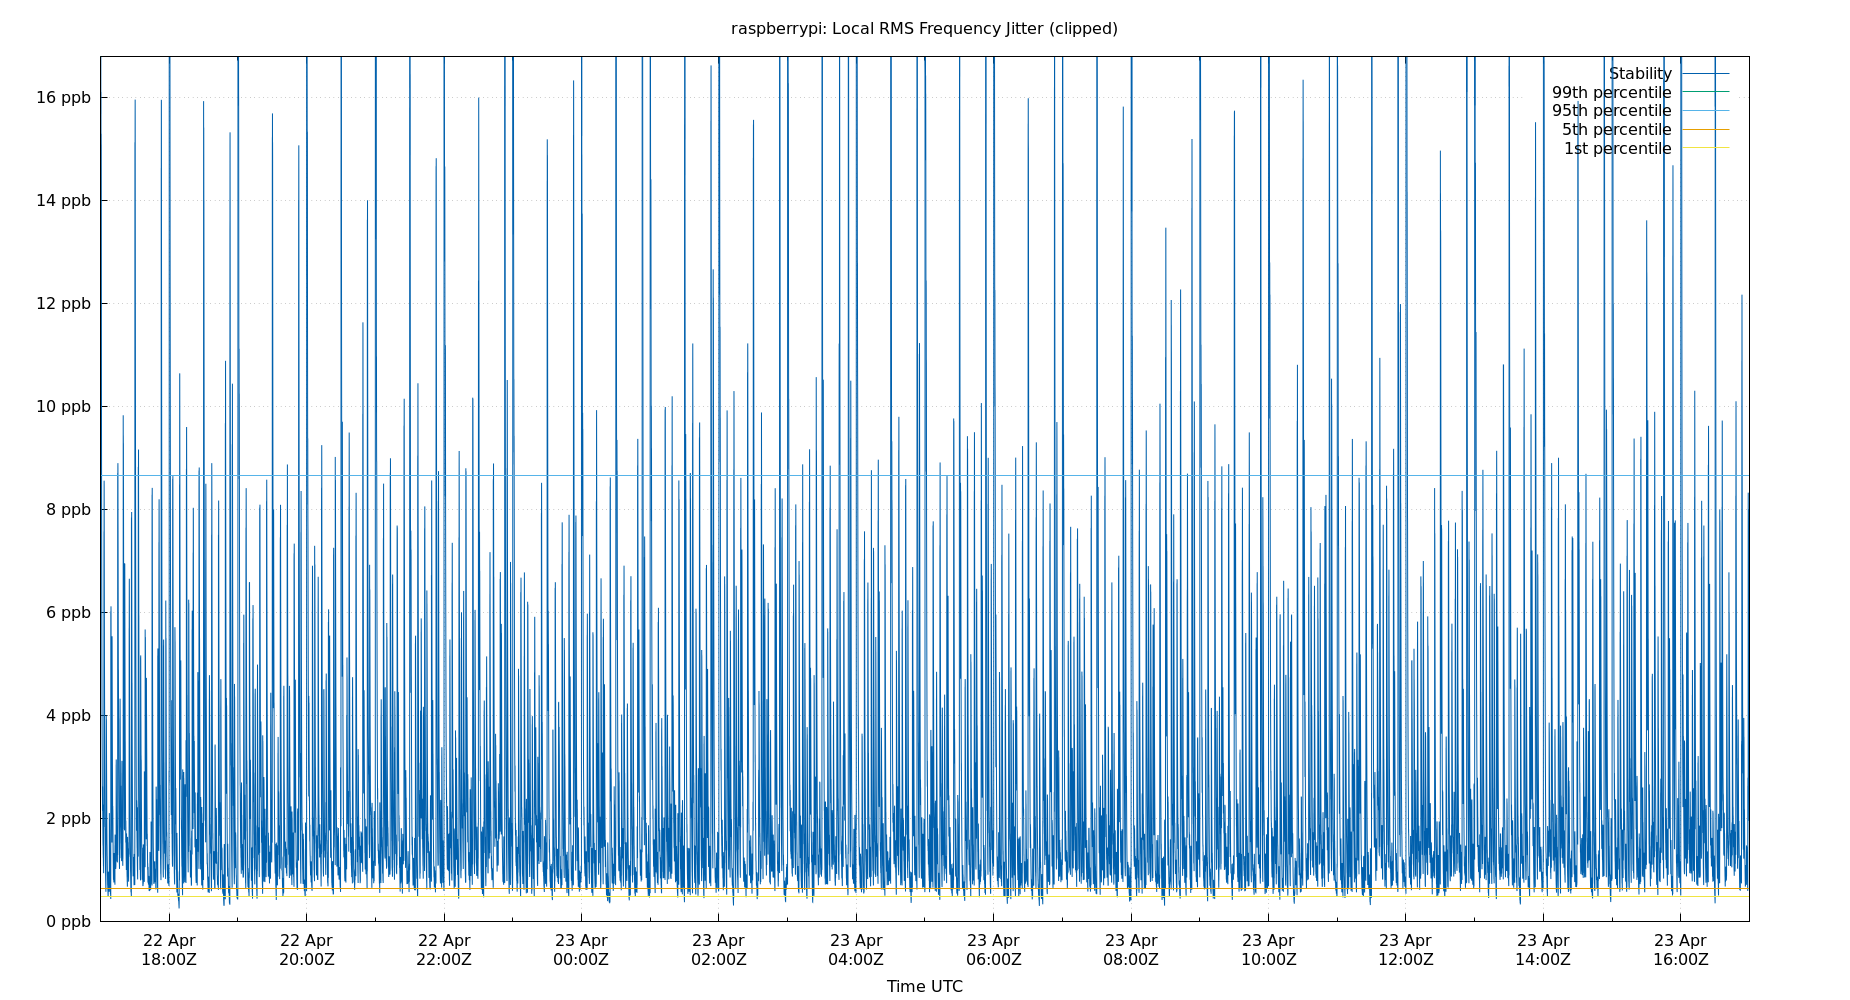 raspberrypi: Local RMS Frequency Jitter (clipped)
Stability
99th percentile
95th percentile
5th percentile
1st percentile
16 ppb
14 ppb
12 ppb
10 ppb
8 ppb
6 ppb
4 ppb
2 ppb
0 ppb
22 Apr 22 Apr 22 Apr 23 Apr 23 Apr 23 Apr 23 Apr 23 Apr 23 Apr 23 Apr 23 Apr 23 Apr
18:00Z 20:00Z 22:00Z 00:00Z 02:00Z 04:00Z 06:00Z 08:00Z 10:00Z 12:00Z 14:00Z 16:00Z
Time UTC